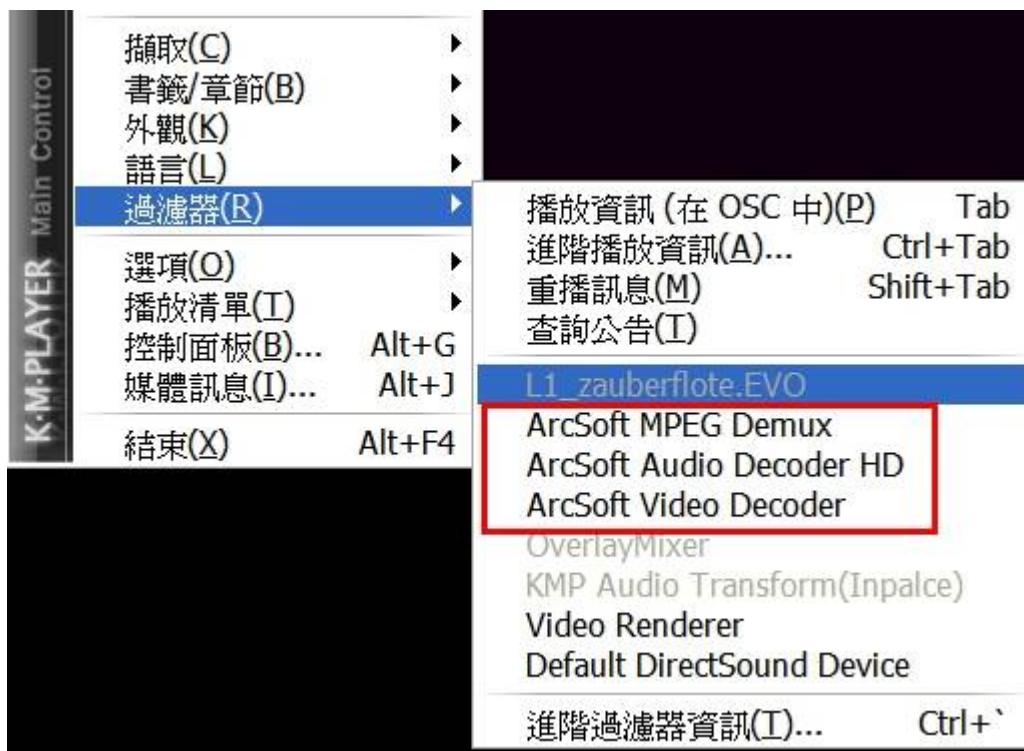 K·M·PLAYER Main Control
擷取(C)
書籤/章節(B)
外觀(K)
語言(L)
過濾器(R)
選項(O)
播放清單(T)
控制面板(B)... Alt+G
媒體訊息(I)... Alt+J
結束(X) Alt+F4
播放資訊 (在 OSC 中)(P) Tab
進階播放資訊(A)... Ctrl+Tab
重播訊息(M) Shift+Tab
查詢公告(T)
L1_zauberflote.EVO
ArcSoft MPEG Demux
ArcSoft Audio Decoder HD
ArcSoft Video Decoder
OverlayMixer
KMP Audio Transform(Inpalce)
Video Renderer
Default DirectSound Device
進階過濾器資訊(T)... Ctrl+`